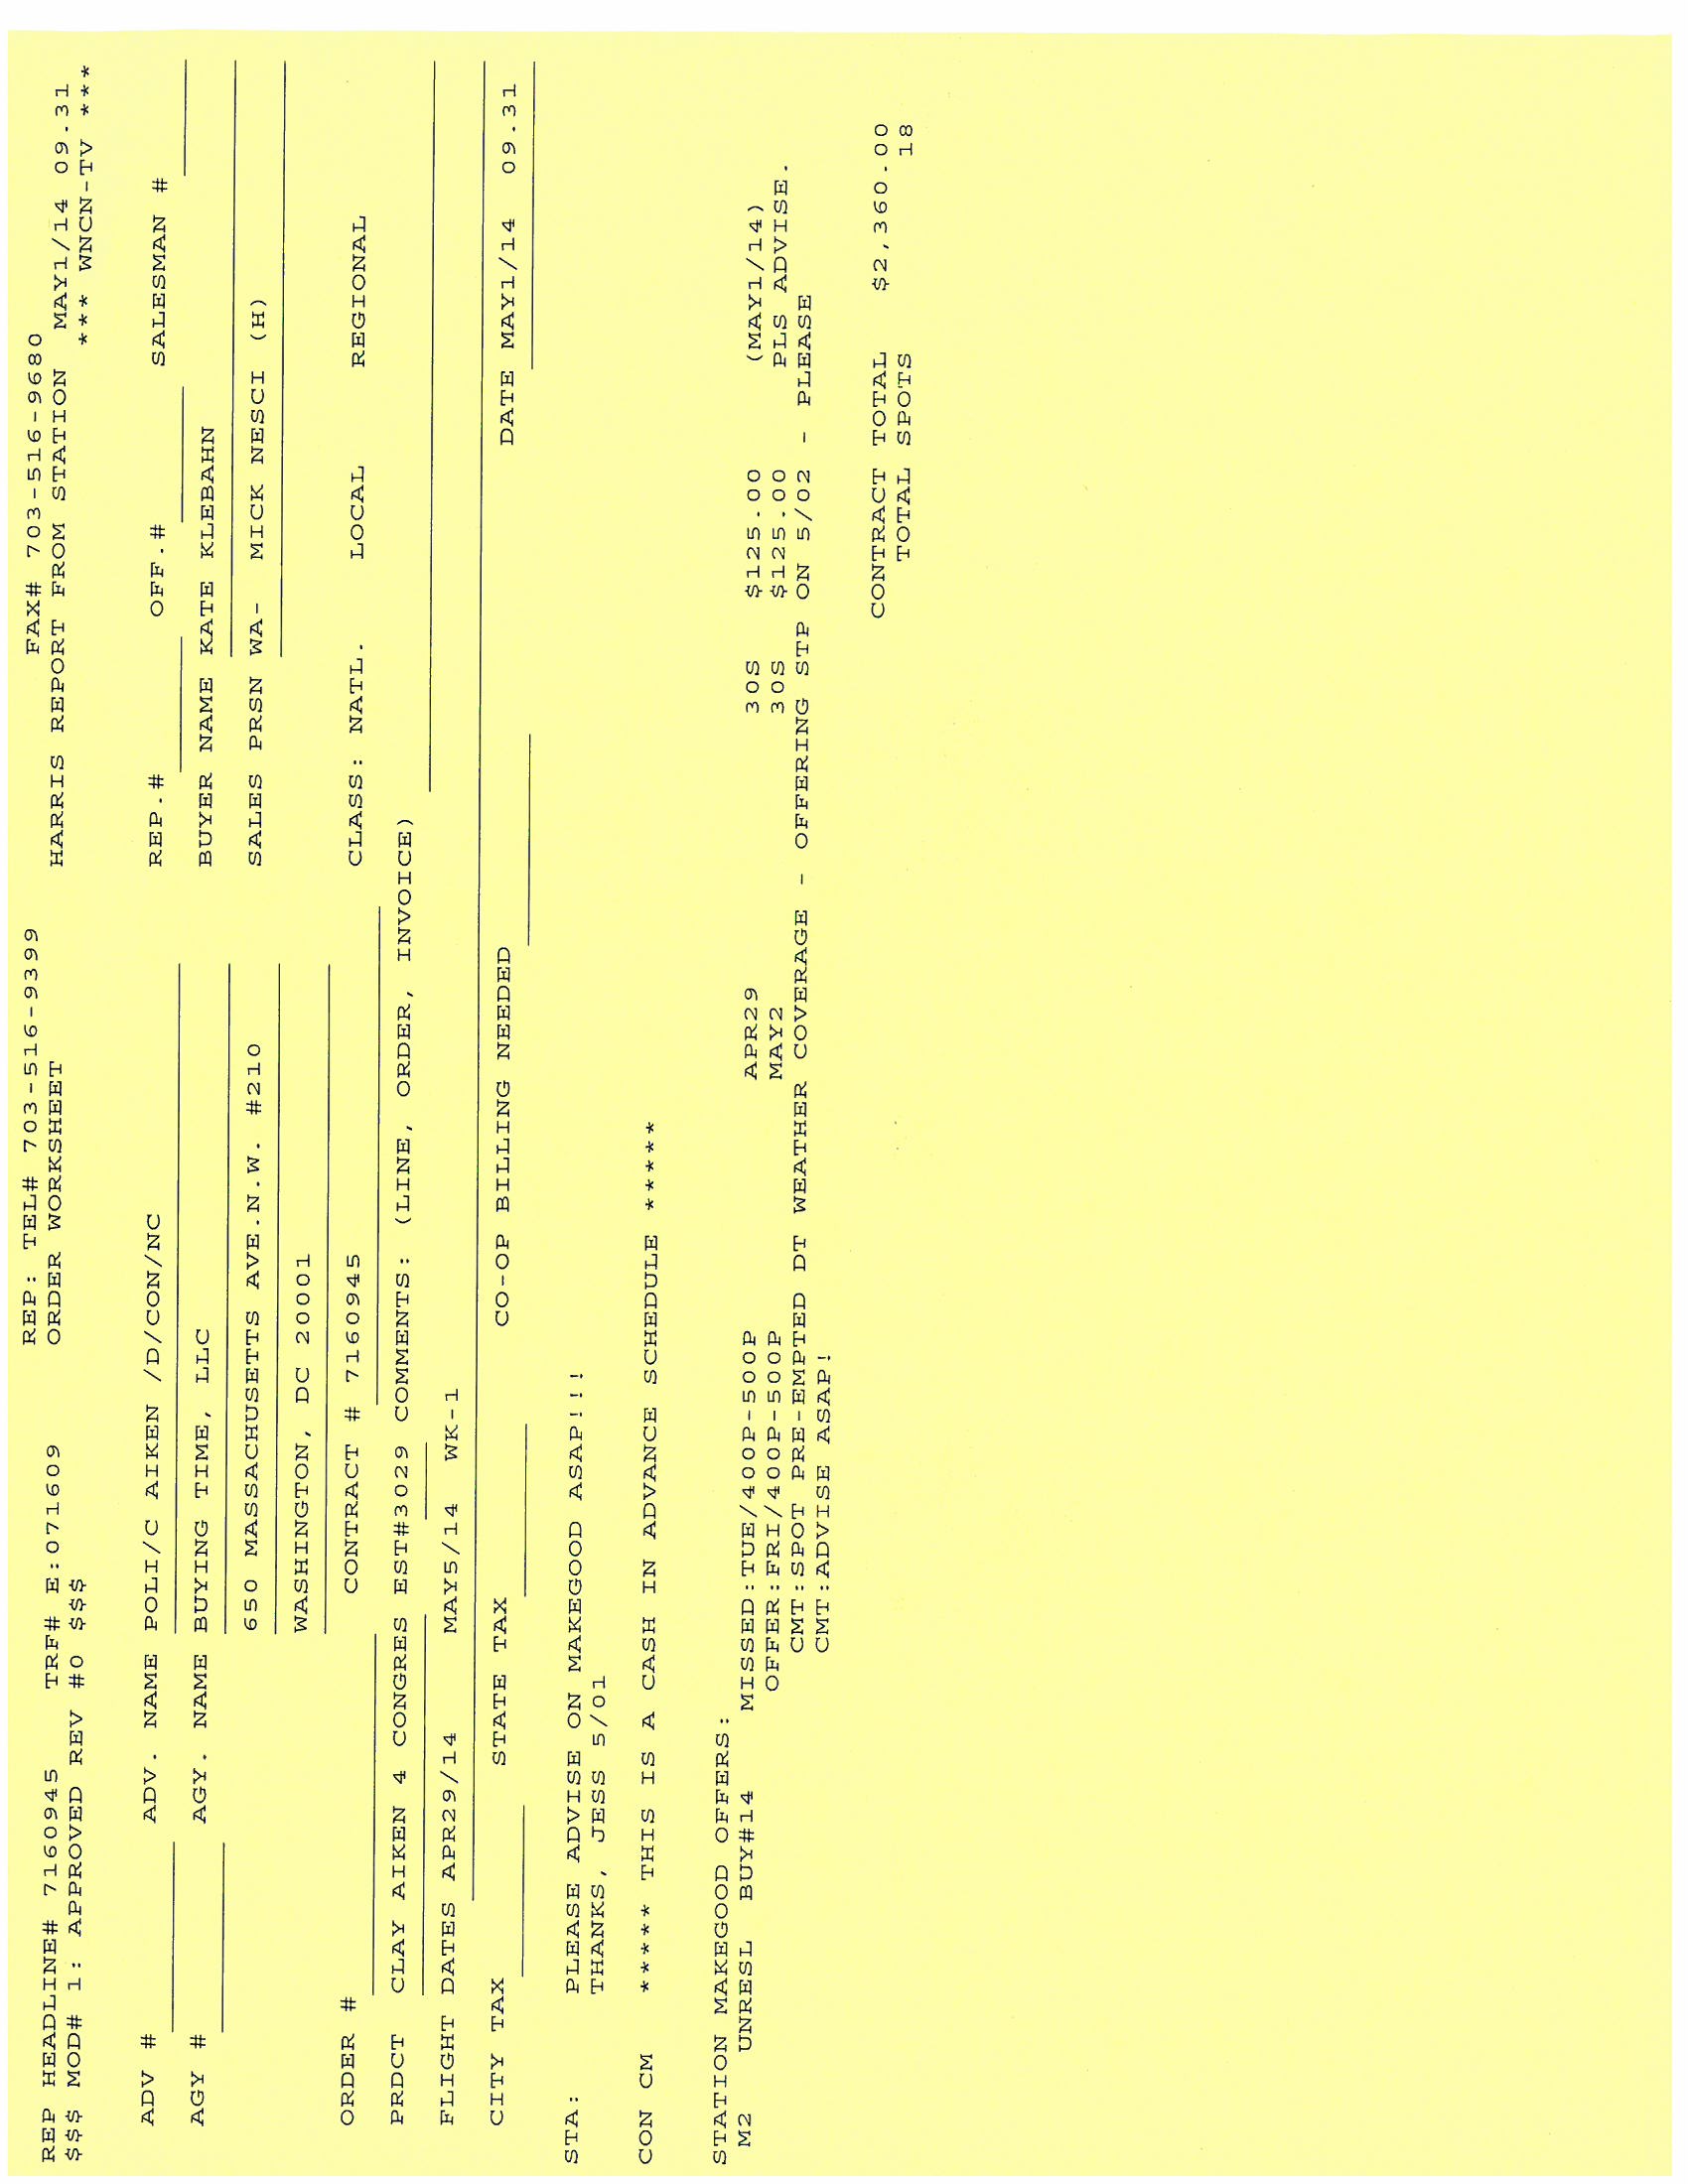 REP: TEL# 703-516-9399 FAX# 703-516-9680
REP HEADLINE# 7160945 TRF# E:071609 ORDER WORKSHEET HARRIS REPORT FROM STATION MAY1/14 09.31
$$$ MOD# 1: APPROVED REV #0 $$$ *** WNCN-TV ***
ADV # ADV. NAME POLI/C AIKEN /D/CON/NC REP.# OFF.# SALESMAN #
AGY # AGY. NAME BUYING TIME, LLC BUYER NAME KATE KLEBAHN
650 MASSACHUSETTS AVE.N.W. #210 SALES PRSN WA- MICK NESCI (H)
WASHINGTON, DC 20001
ORDER # CONTRACT # 7160945 CLASS: NATL. LOCAL REGIONAL
PRDCT CLAY AIKEN 4 CONGRES EST#3029 COMMENTS: (LINE, ORDER, INVOICE)
FLIGHT DATES APR29/14 MAY5/14 WK-1
CITY TAX STATE TAX CO-OP BILLING NEEDED DATE MAY1/14 09.31
STA: PLEASE ADVISE ON MAKEGOOD ASAP!!!
THANKS, JESS 5/01
CON CM ***** THIS IS A CASH IN ADVANCE SCHEDULE *****
STATION MAKEGOOD OFFERS:
M2 UNRESL BUY#14 MISSED:TUE/400P-500P APR29 30S $125.00 (MAY1/14)
OFFER:FRI/400P-500P MAY2 30S $125.00 PLS ADVISE.
CMT:SPOT PRE-EMPTED DT WEATHER COVERAGE - OFFERING STP ON 5/02 - PLEASE
CMT:ADVISE ASAP!
CONTRACT TOTAL $2,360.00
TOTAL SPOTS 18